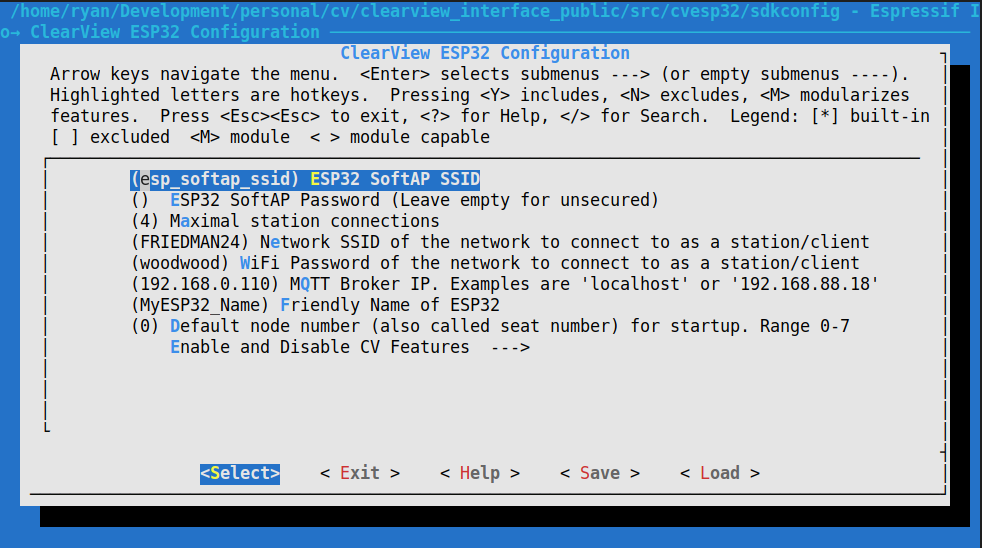 /home/ryan/Development/personal/cv/clearview_interface_public/src/cvesp32/sdkconfig - Espressif I
o→ ClearView ESP32 Configuration
ClearView ESP32 Configuration
Arrow keys navigate the menu.  <Enter> selects submenus ---> (or empty submenus ----).
Highlighted letters are hotkeys.  Pressing <Y> includes, <N> excludes, <M> modularizes
features.  Press <Esc><Esc> to exit, <?> for Help, </> for Search.  Legend: [*] built-in
[ ] excluded  <M> module  < > module capable
(esp_softap_ssid) ESP32 SoftAP SSID
()  ESP32 SoftAP Password (Leave empty for unsecured)
(4) Maximal station connections
(FRIEDMAN24) Network SSID of the network to connect to as a station/client
(woodwood) WiFi Password of the network to connect to as a station/client
(192.168.0.110) MQTT Broker IP. Examples are 'localhost' or '192.168.88.18'
(MyESP32_Name) Friendly Name of ESP32
(0) Default node number (also called seat number) for startup. Range 0-7
Enable and Disable CV Features  --->
<Select>    < Exit >    < Help >    < Save >    < Load >